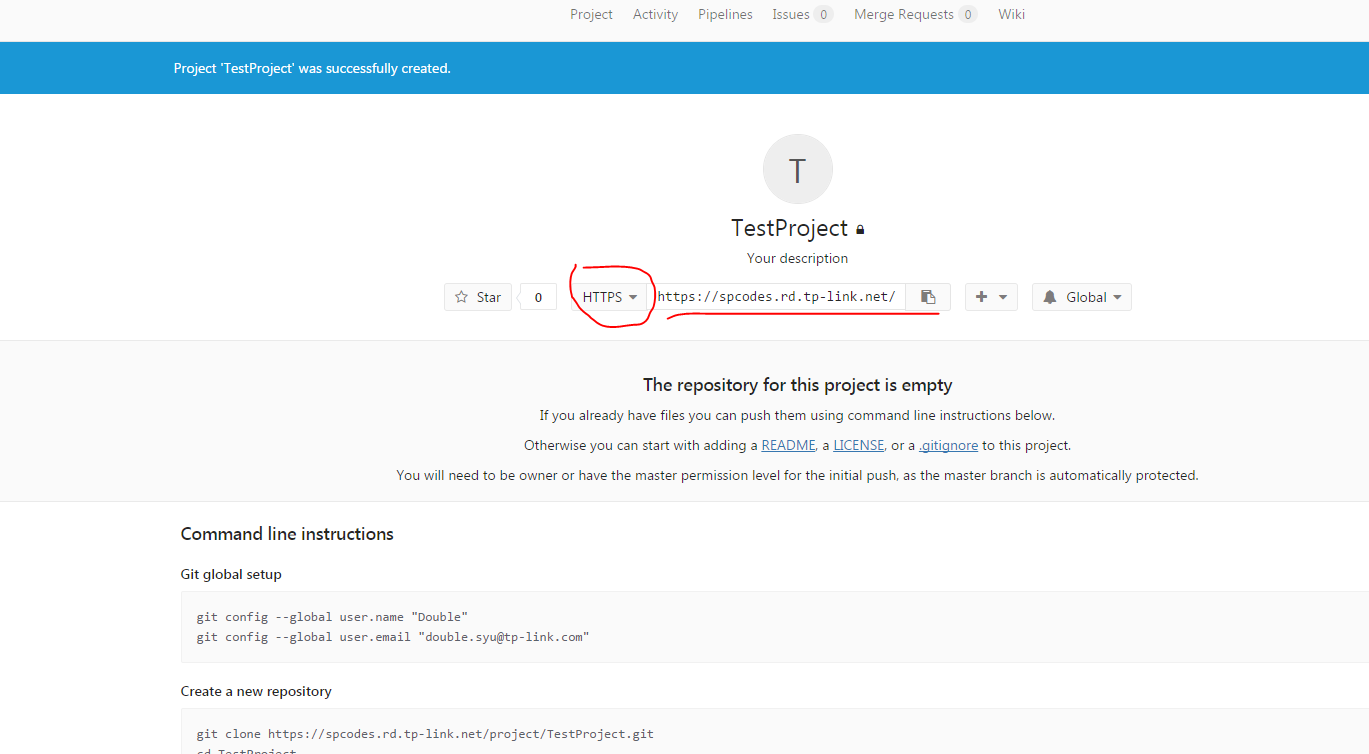 Project Activity Pipelines Issues 0 Merge Requests 0 Wiki
Project 'TestProject' was successfully created.
T
TestProject
Your description
Star 0 HTTPS https://spcodes.rd.tp-link.net/ Global
The repository for this project is empty
If you already have files you can push them using command line instructions below.
Otherwise you can start with adding a README, a LICENSE, or a .gitignore to this project.
You will need to be owner or have the master permission level for the initial push, as the master branch is automatically protected.
Command line instructions
Git global setup
git config --global user.name "Double"
git config --global user.email "double.syu@tp-link.com"
Create a new repository
git clone https://spcodes.rd.tp-link.net/project/TestProject.git
cd TestProject